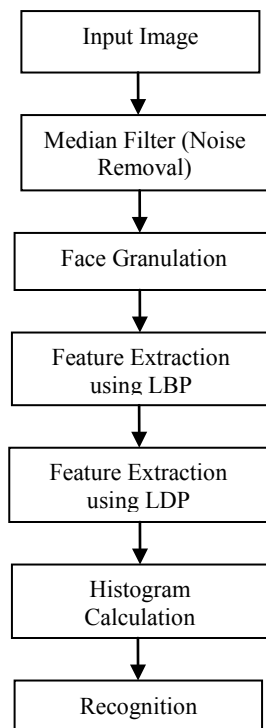 Input Image
Median Filter (Noise
Removal)
Face Granulation
Feature Extraction
using LBP
Feature Extraction
using LDP
Histogram
Calculation
Recognition